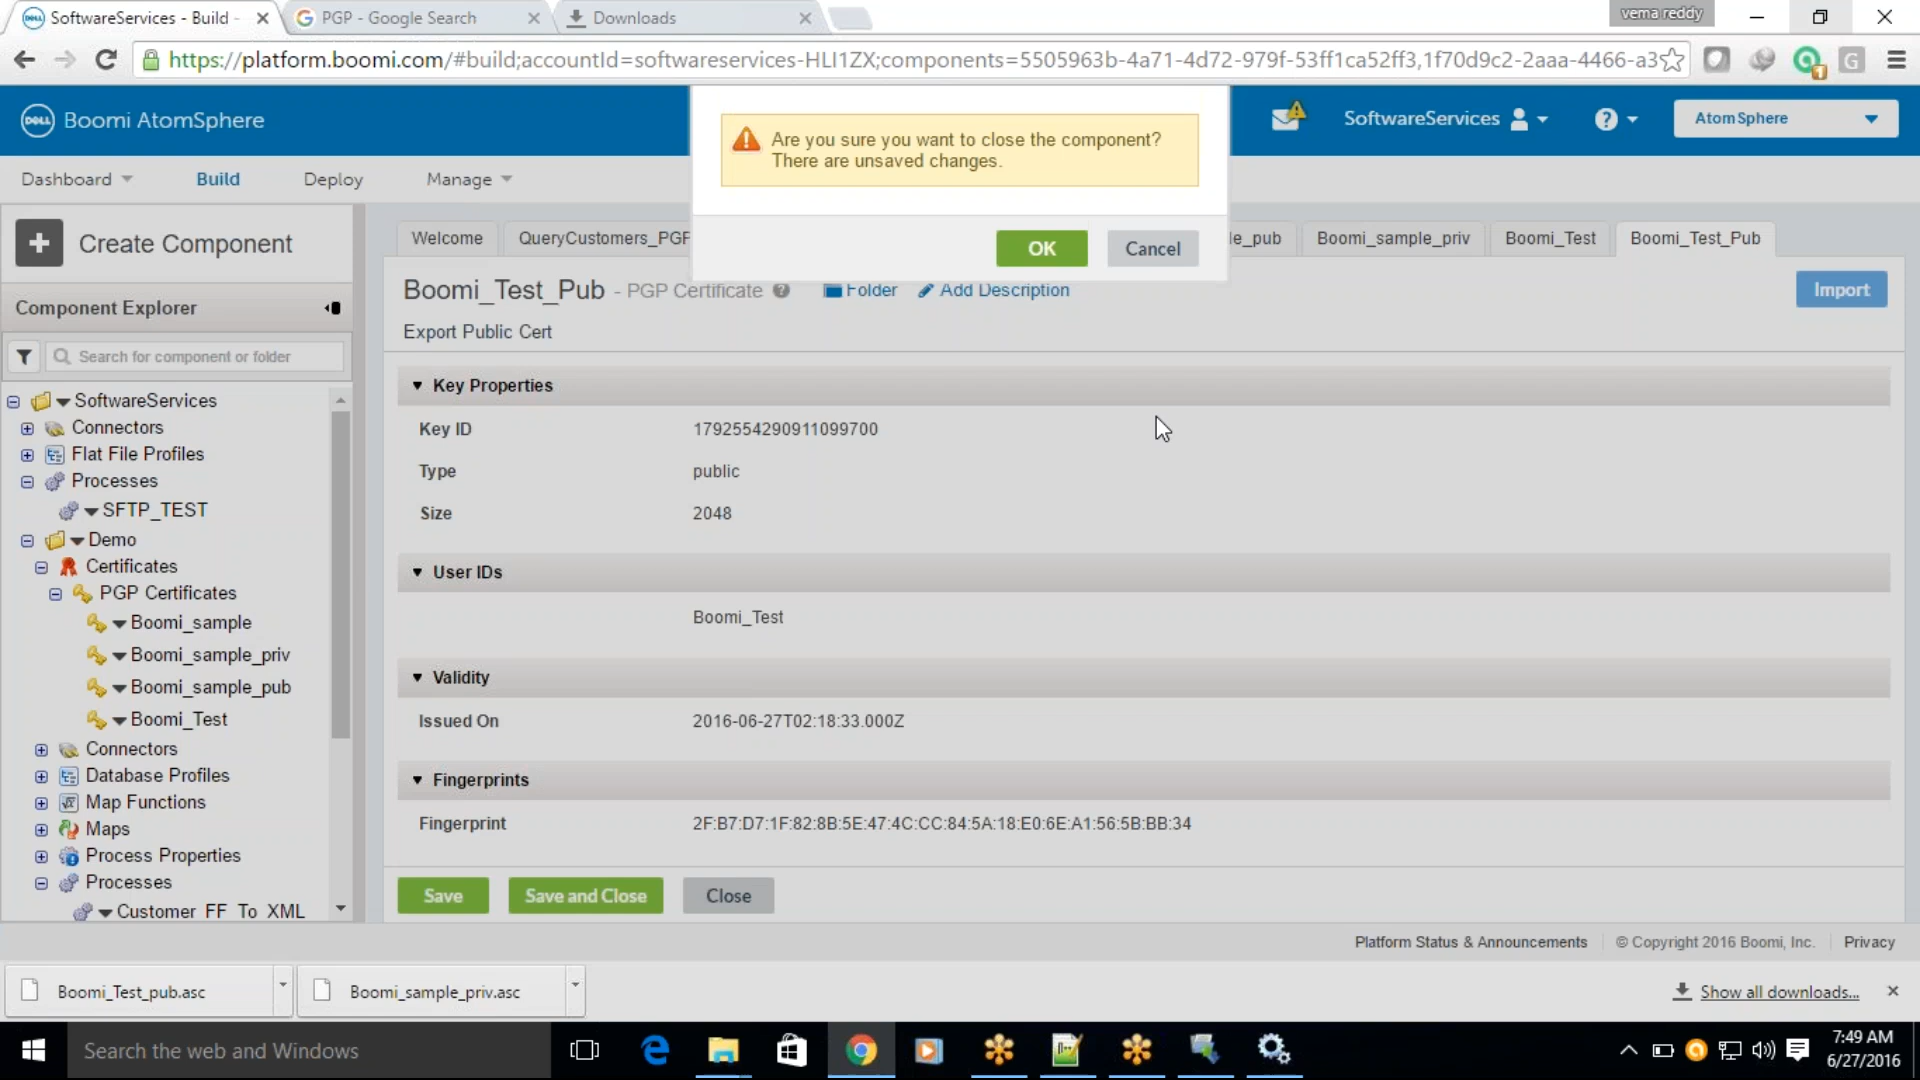 SoftwareServices - Build -
PGP - Google Search
Downloads
vema reddy
https://platform.boomi.com/#build;accountId=softwareservices-HLI1ZX;components=5505963b-4a71-4d72-979f-53ff1ca52ff3,1f70d9c2-2aaa-4466-a3
DELL
Boomi AtomSphere
SoftwareServices
AtomSphere
Are you sure you want to close the component?
There are unsaved changes.
OK
Cancel
Dashboard
Build
Deploy
Manage
Create Component
Component Explorer
Search for component or folder
SoftwareServices
Connectors
Flat File Profiles
Processes
SFTP_TEST
Demo
Certificates
PGP Certificates
Boomi_sample
Boomi_sample_priv
Boomi_sample_pub
Boomi_Test
Connectors
Database Profiles
Map Functions
Maps
Process Properties
Processes
Customer_FF_To_XML
Welcome
QueryCustomers_PGP
le_pub
Boomi_sample_priv
Boomi_Test
Boomi_Test_Pub
Boomi_Test_Pub - PGP Certificate
Folder
Add Description
Import
Export Public Cert
Key Properties
Key ID
1792554290911099700
Type
public
Size
2048
User IDs
Boomi_Test
Validity
Issued On
2016-06-27T02:18:33.000Z
Fingerprints
Fingerprint
2F:B7:D7:1F:82:8B:5E:47:4C:CC:84:5A:18:E0:6E:A1:56:5B:BB:34
Save
Save and Close
Close
Platform Status & Announcements
© Copyright 2016 Boomi, Inc.
Privacy
Boomi_Test_pub.asc
Boomi_sample_priv.asc
Show all downloads...
Search the web and Windows
7:49 AM
6/27/2016